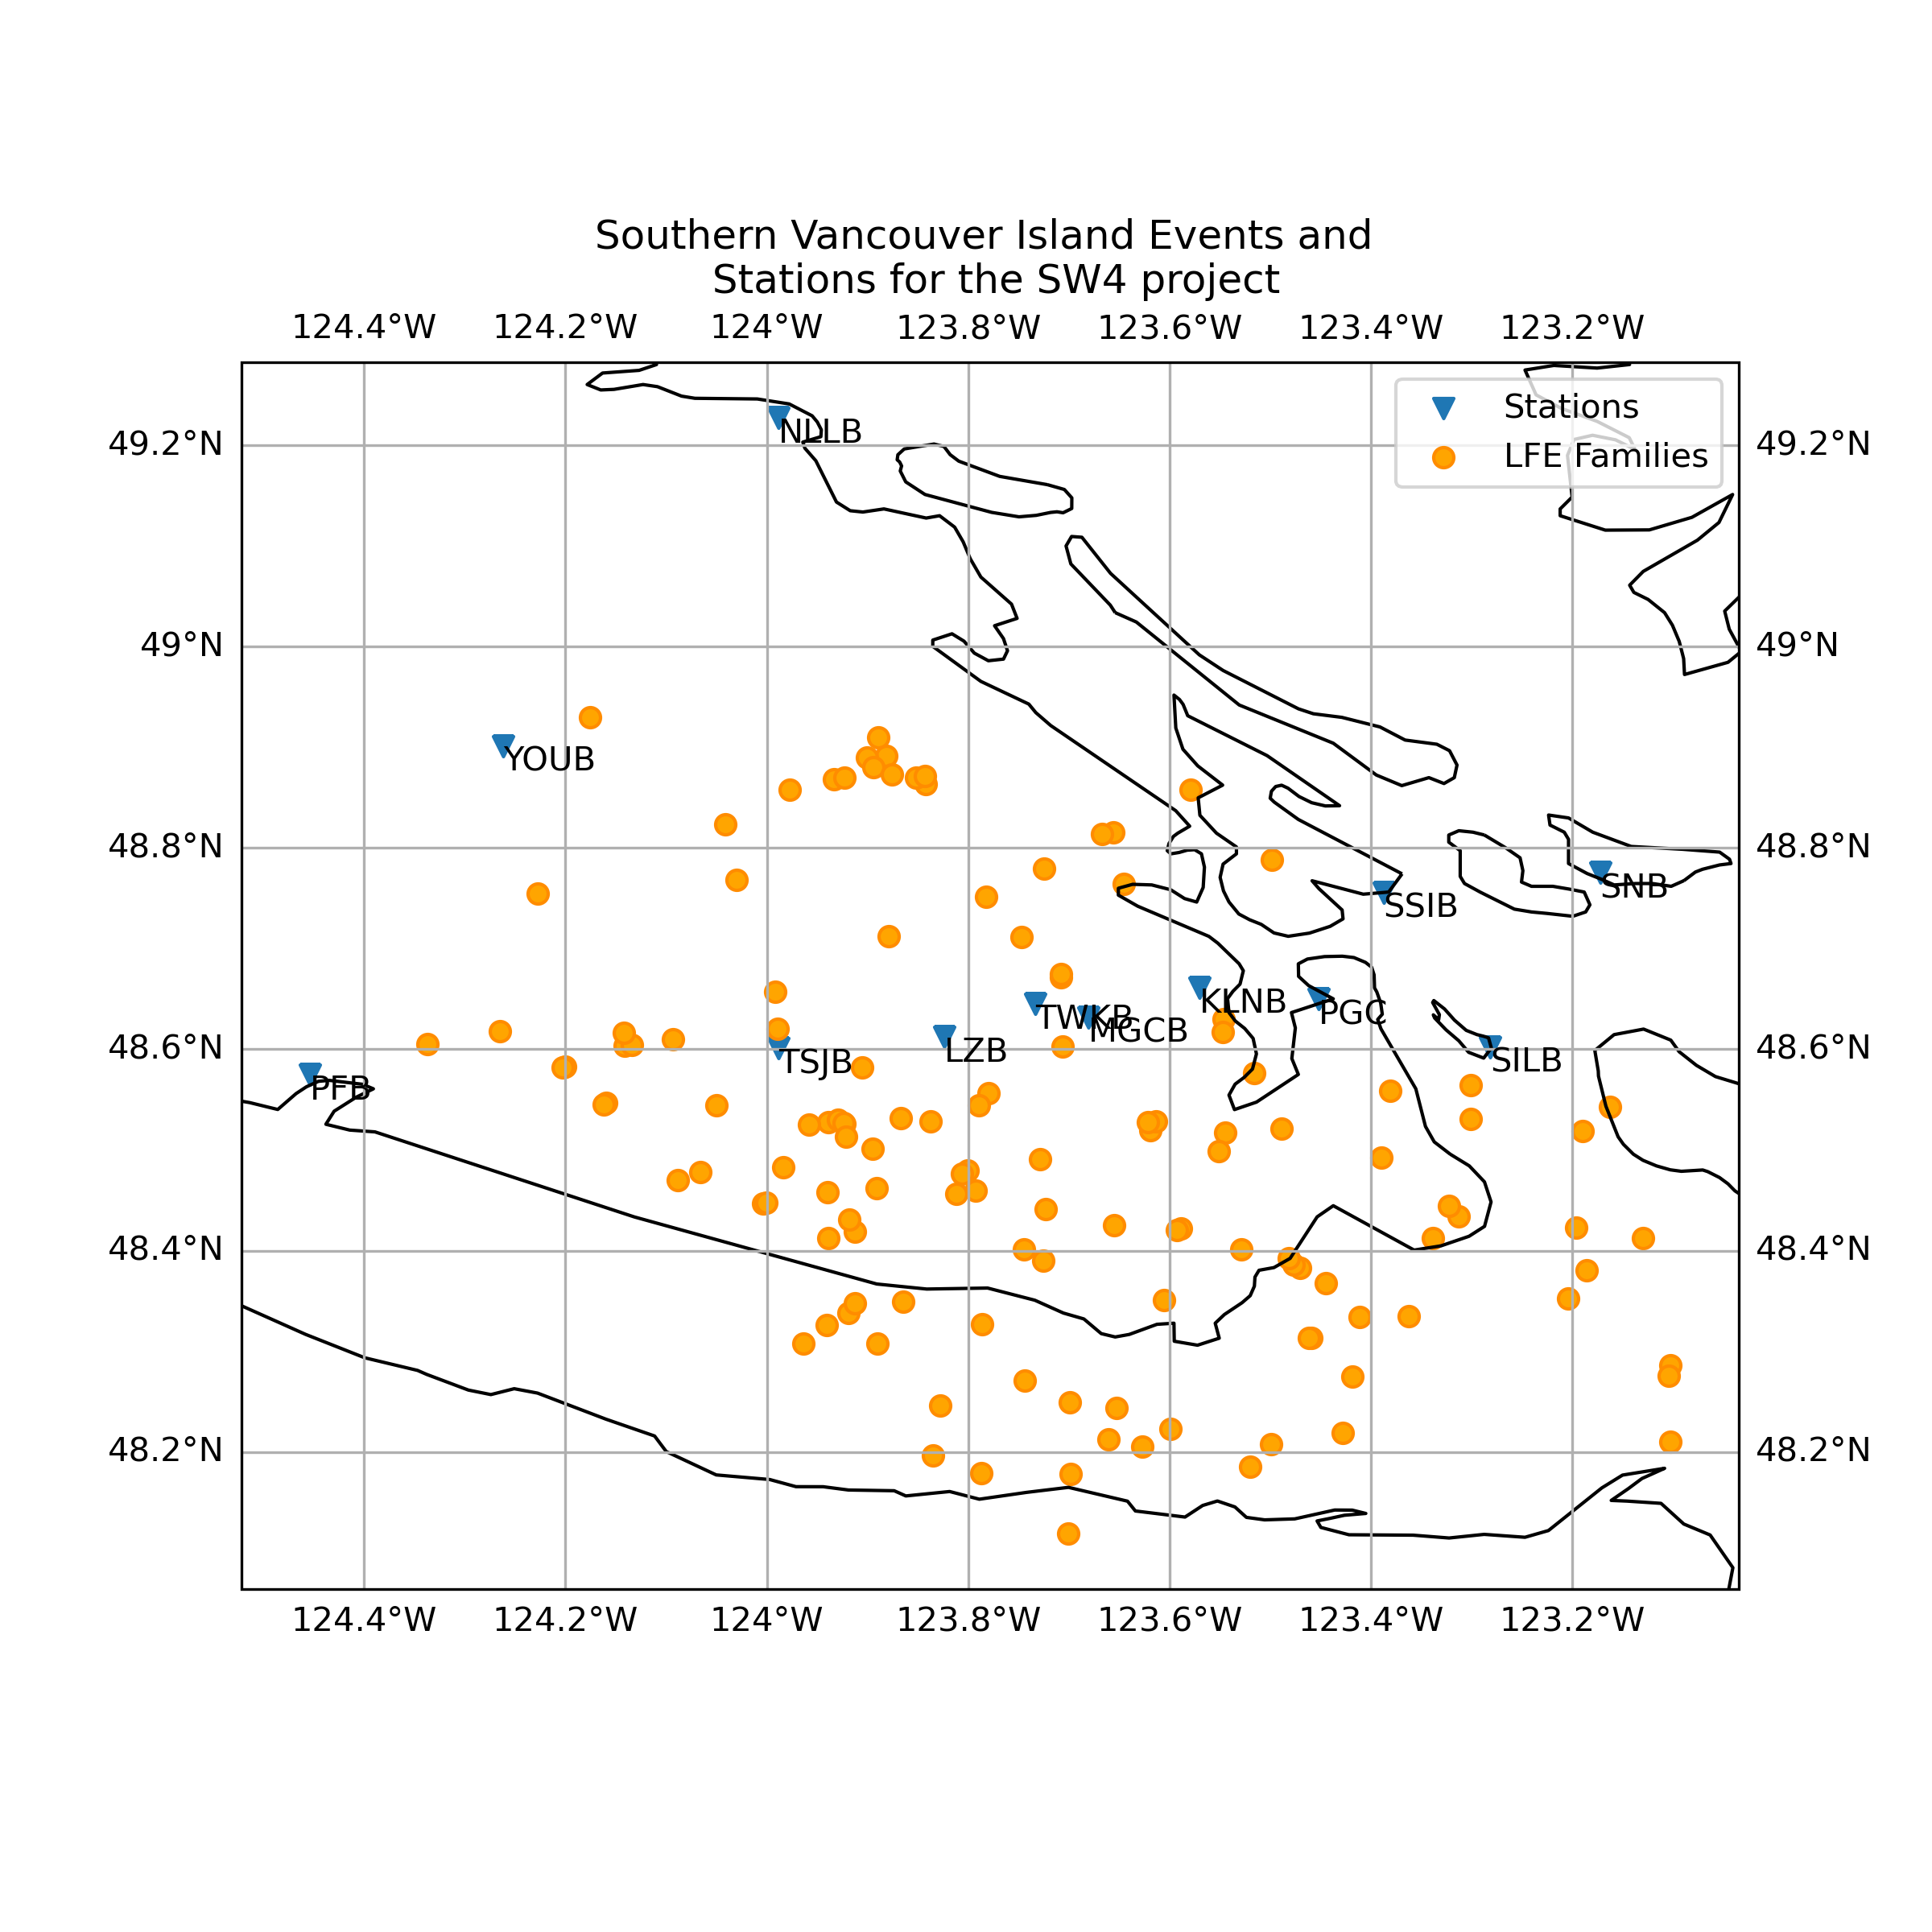 Southern Vancouver Island Events and
Stations for the SW4 project
124.4°W 124.2°W 124°W 123.8°W 123.6°W 123.4°W 123.2°W
Stations
LFE Families
NLLB
49.2°N 49.2°N
49°N 49°N
YOUB
48.8°N 48.8°N
SNB
SSIB
KLNB
PGC
TWKB
MGCB
48.6°N 48.6°N
LZB
TSJB
SILB
PFB
48.4°N 48.4°N
48.2°N 48.2°N
124.4°W 124.2°W 124°W 123.8°W 123.6°W 123.4°W 123.2°W